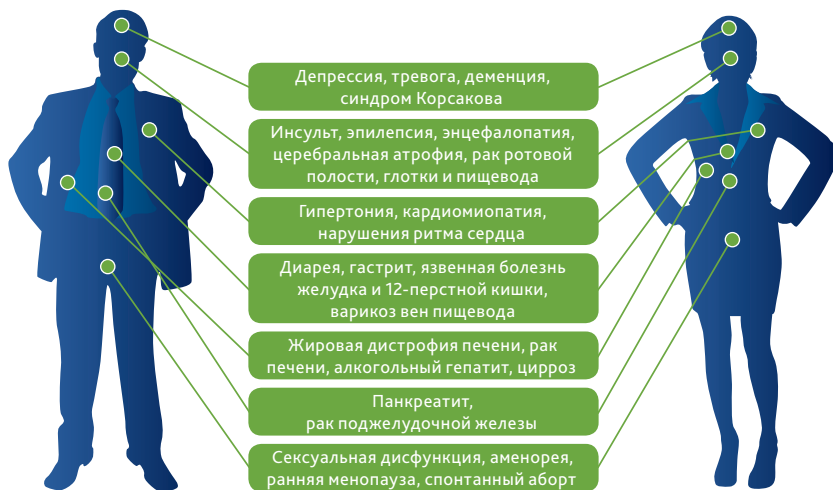 Депрессия, тревога, деменция,
синдром Корсакова
Инсульт, эпилепсия, энцефалопатия,
церебральная атрофия, рак ротовой
полости, глотки и пищевода
Гипертония, кардиомиопатия,
нарушения ритма сердца
Диарея, гастрит, язвенная болезнь
желудка и 12-перстной кишки,
варикоз вен пищевода
Жировая дистрофия печени, рак
печени, алкогольный гепатит, цирроз
Панкреатит,
рак поджелудочной железы
Сексуальная дисфункция, аменорея,
ранняя менопауза, спонтанный аборт